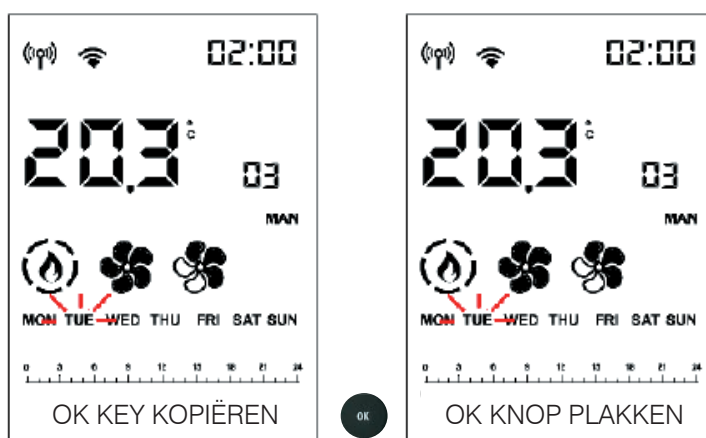 02:00
20.3 °C
03
MAN
MON TUE WED THU FRI SAT SUN
0 3 6 9 12 15 18 21 24
OK KEY KOPIËREN
OK
02:00
20.3 °C
03
MAN
MON TUE WED THU FRI SAT SUN
0 3 6 9 12 15 18 21 24
OK KNOP PLAKKEN